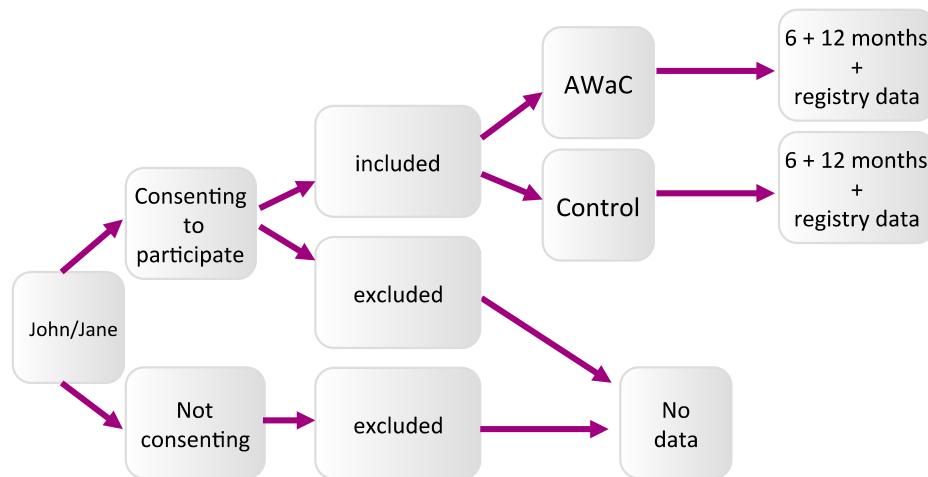 John/Jane
Consenting
to
participate
Not
consenting
included
excluded
excluded
AWaC
Control
6 + 12 months
+
registry data
6 + 12 months
+
registry data
No
data